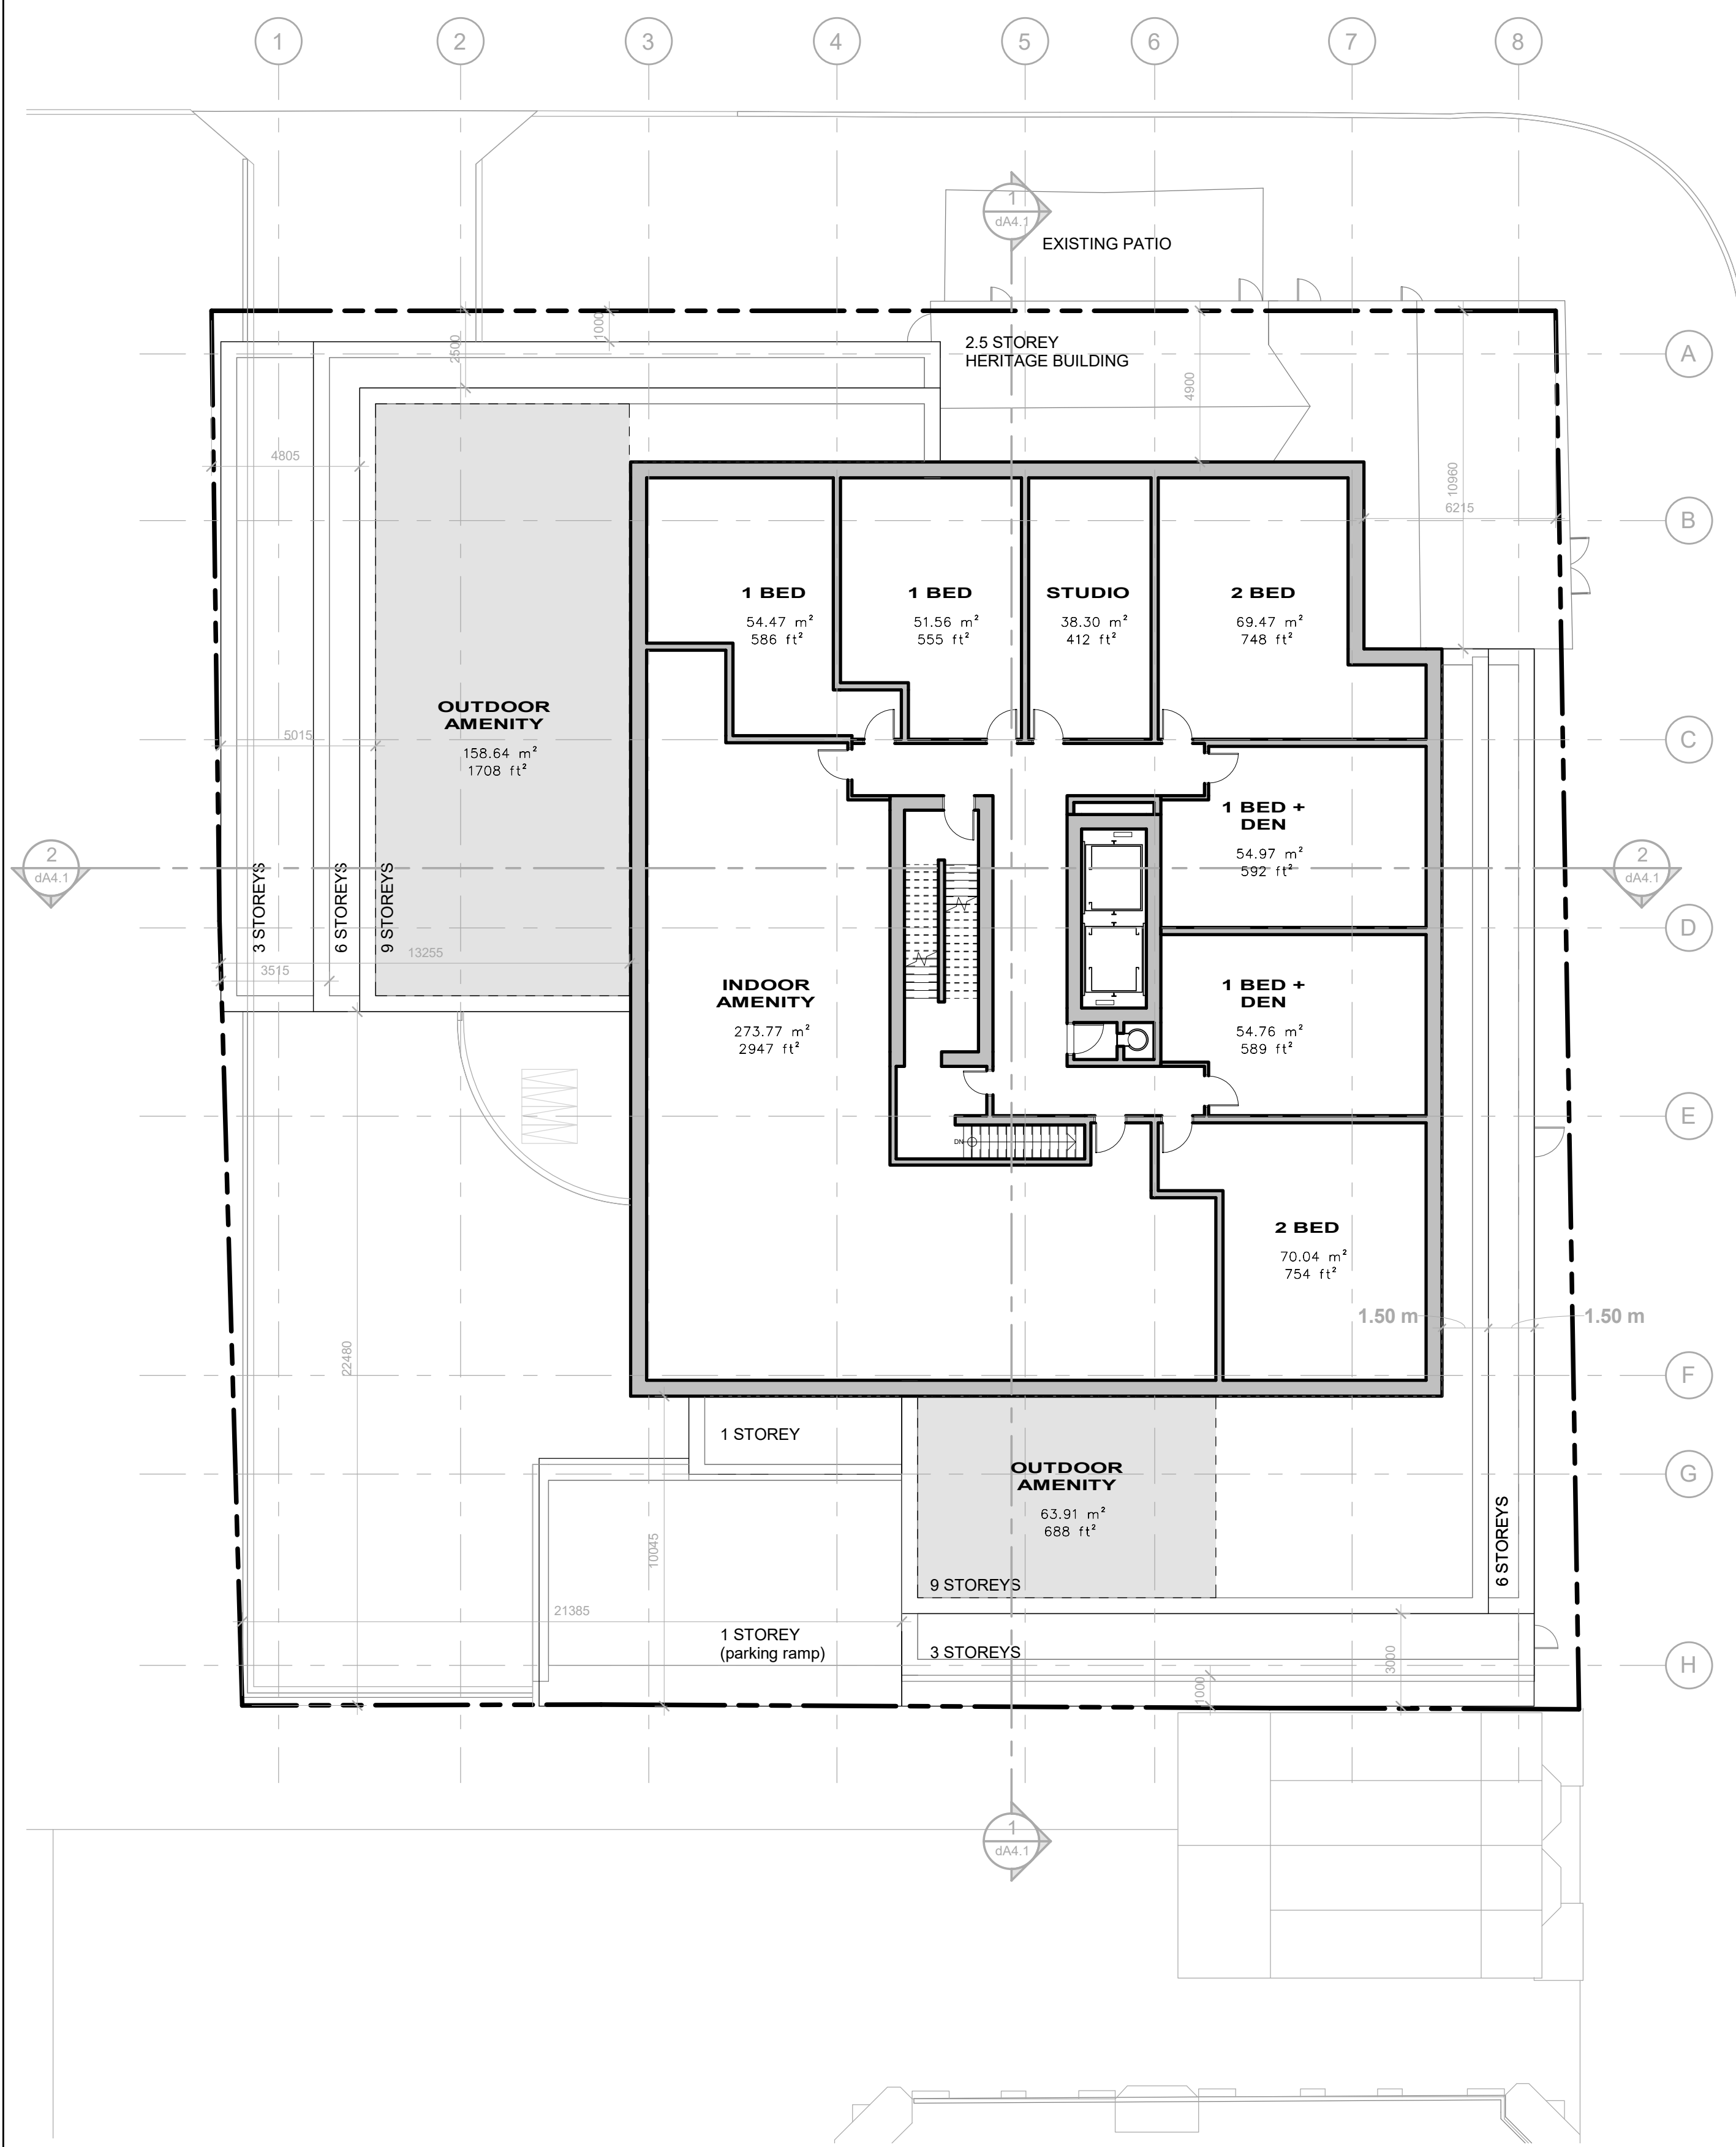 1
2
3
4
5
6
7
8
1
dA4.1
EXISTING PATIO
1000
2500
2.5 STOREY
HERITAGE BUILDING
A
4900
4805
10960
6215
B
1 BED
54.47 m²
586 ft²
1 BED
51.56 m²
555 ft²
STUDIO
38.30 m²
412 ft²
2 BED
69.47 m²
748 ft²
OUTDOOR
AMENITY
158.64 m²
1708 ft²
5015
C
1 BED +
DEN
54.97 m²
592 ft²
2
dA4.1
2
dA4.1
3 STOREYS
6 STOREYS
9 STOREYS
13255
3515
D
INDOOR
AMENITY
273.77 m²
2947 ft²
1 BED +
DEN
54.76 m²
589 ft²
E
DN
2 BED
70.04 m²
754 ft²
1.50 m
1.50 m
22480
F
1 STOREY
OUTDOOR
AMENITY
63.91 m²
688 ft²
G
6 STOREYS
10045
9 STOREYS
21385
1 STOREY
(parking ramp)
3 STOREYS
3000
1000
H
1
dA4.1